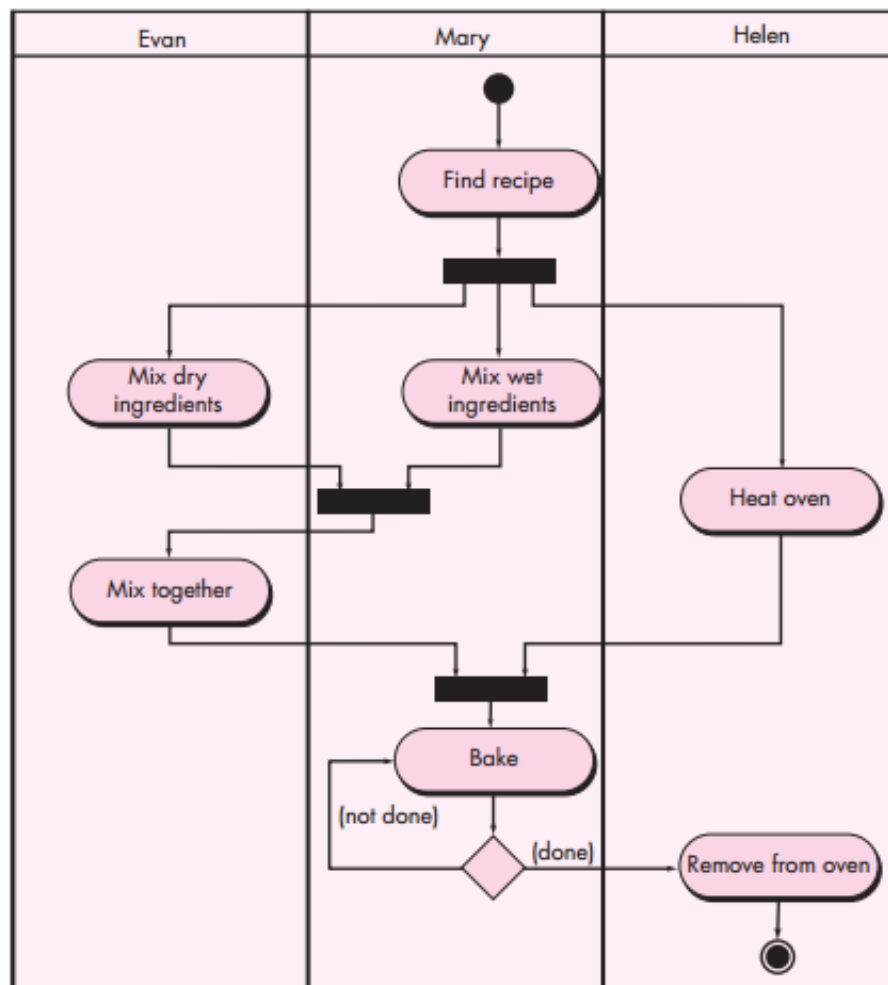 Evan
Mary
Helen
Find recipe
Mix dry
ingredients
Mix wet
ingredients
Heat oven
Mix together
Bake
(not done)
(done)
Remove from oven